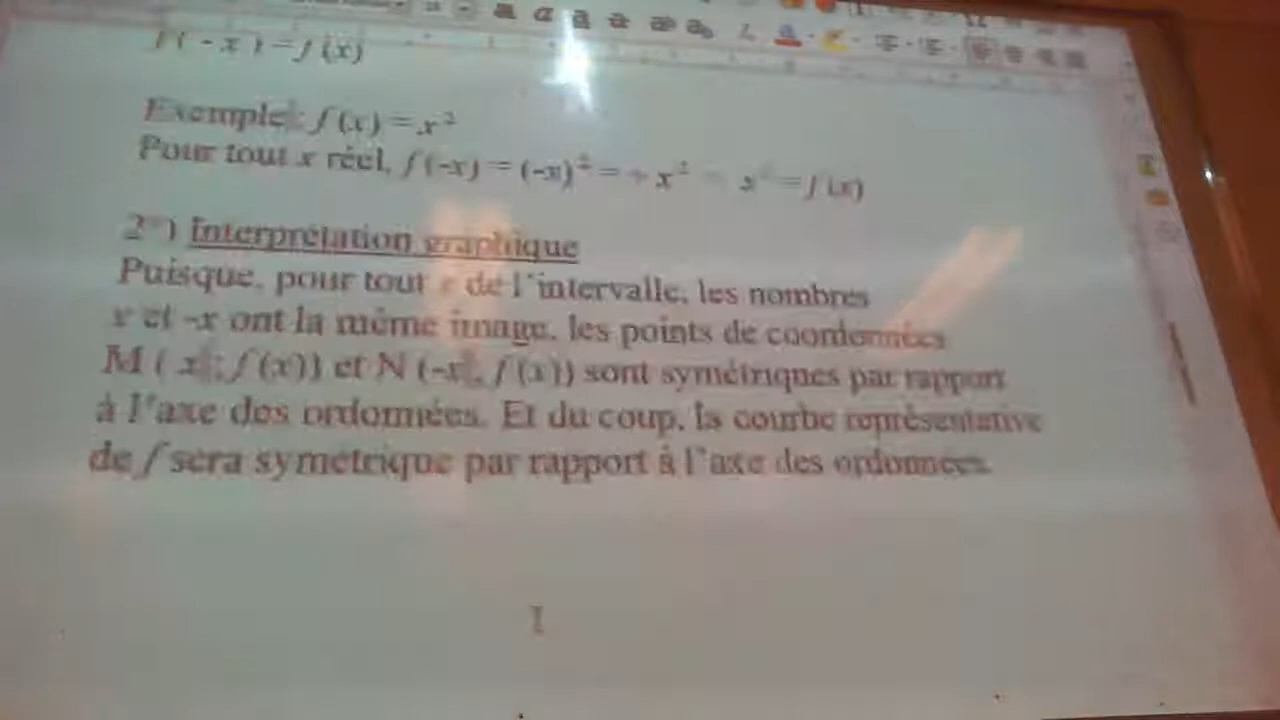 f(-x)=f(x)
Exemple : f(x)=x²
Pour tout x réel, f(-x) = (-x)² = + x² = x² = f(x)
2°) Interprétation graphique
Puisque, pour tout x de l'intervalle, les nombres
x et -x ont la même image, les points de coordonnées
M ( x ; f(x)) et N (-x ; f(x)) sont symétriques par rapport
à l'axe des ordonnées. Et du coup, la courbe représentative
de f sera symétrique par rapport à l'axe des ordonnées.